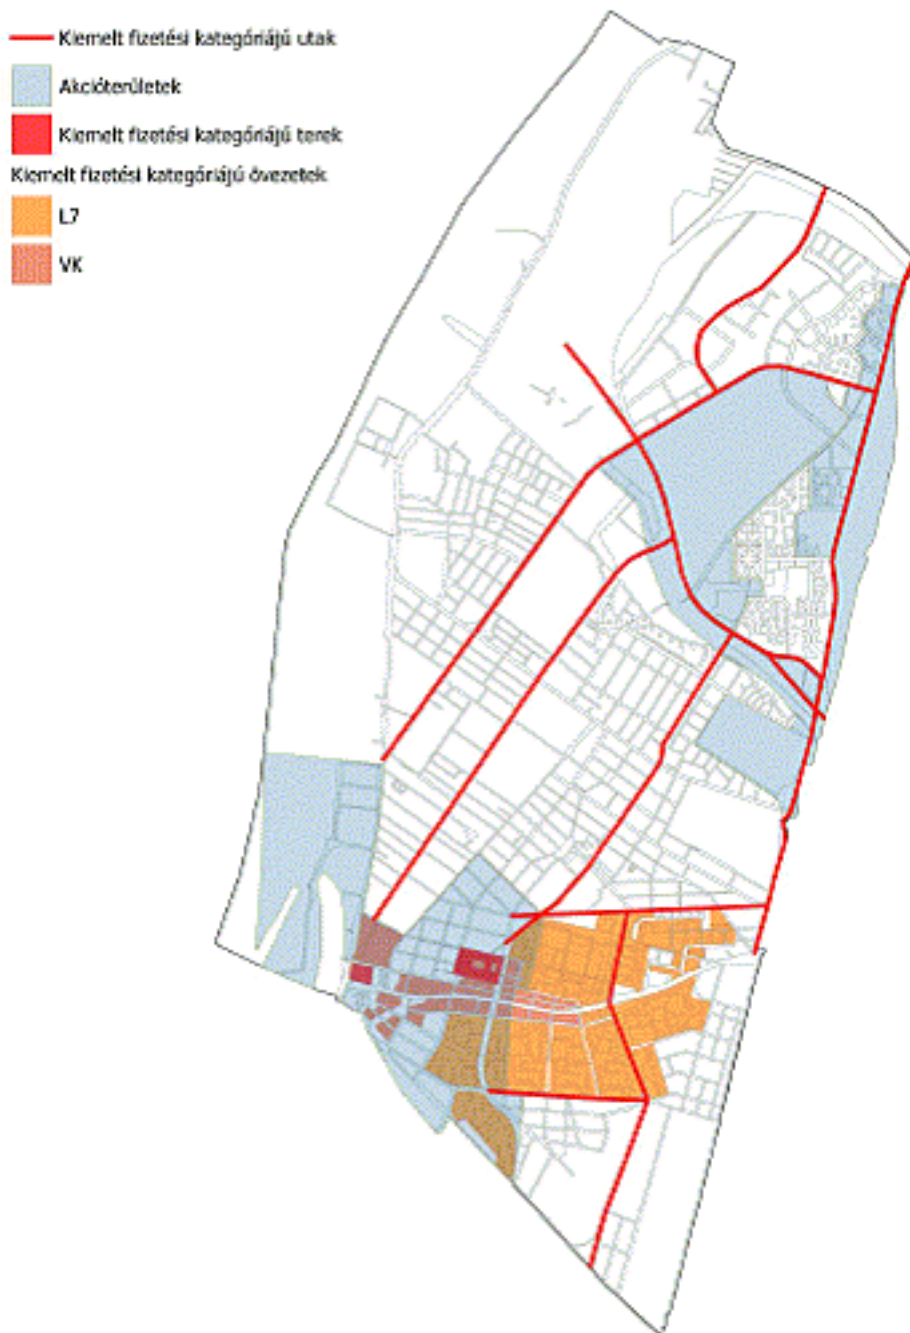 Kiemelt fizetési kategóriájú utak
Akcióterületek
Kiemelt fizetési kategóriájú terek
Kiemelt fizetési kategóriájú övezetek
L7
VK